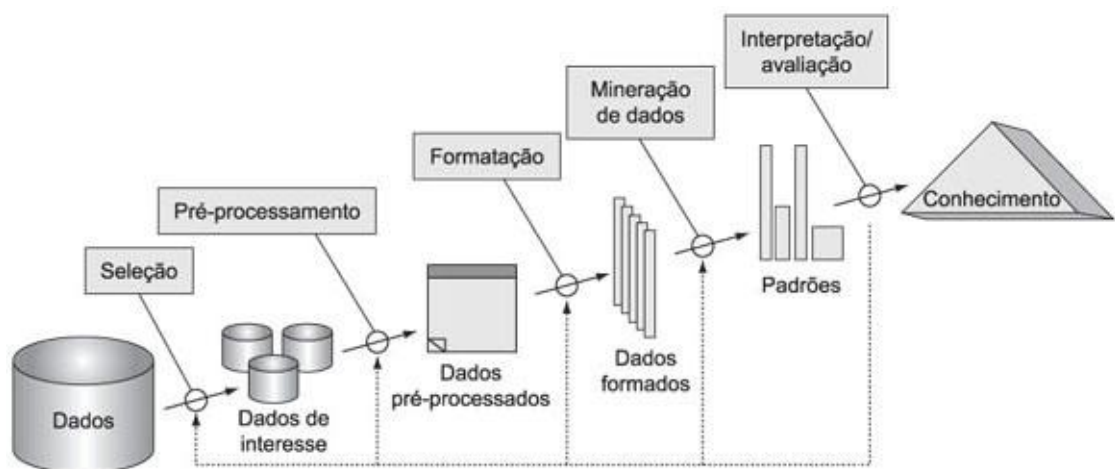 Interpretação/
avaliação
Mineração
de dados
Formatação
Pré-processamento
Seleção
Dados
Dados de
interesse
Dados
pré-processados
Dados
formados
Padrões
Conhecimento